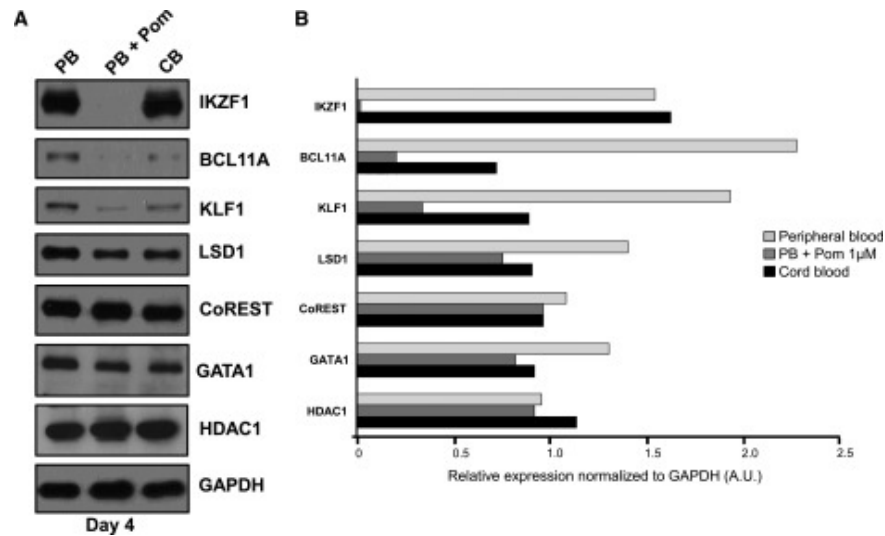 A
PB
PB + Pom
CB
IKZF1
BCL11A
KLF1
LSD1
CoREST
GATA1
HDAC1
GAPDH
Day 4
B
IKZF1
BCL11A
KLF1
LSD1
CoREST
GATA1
HDAC1
0 0.5 1.0 1.5 2.0 2.5
Relative expression normalized to GAPDH (A.U.)
Peripheral blood
PB + Pom 1µM
Cord blood